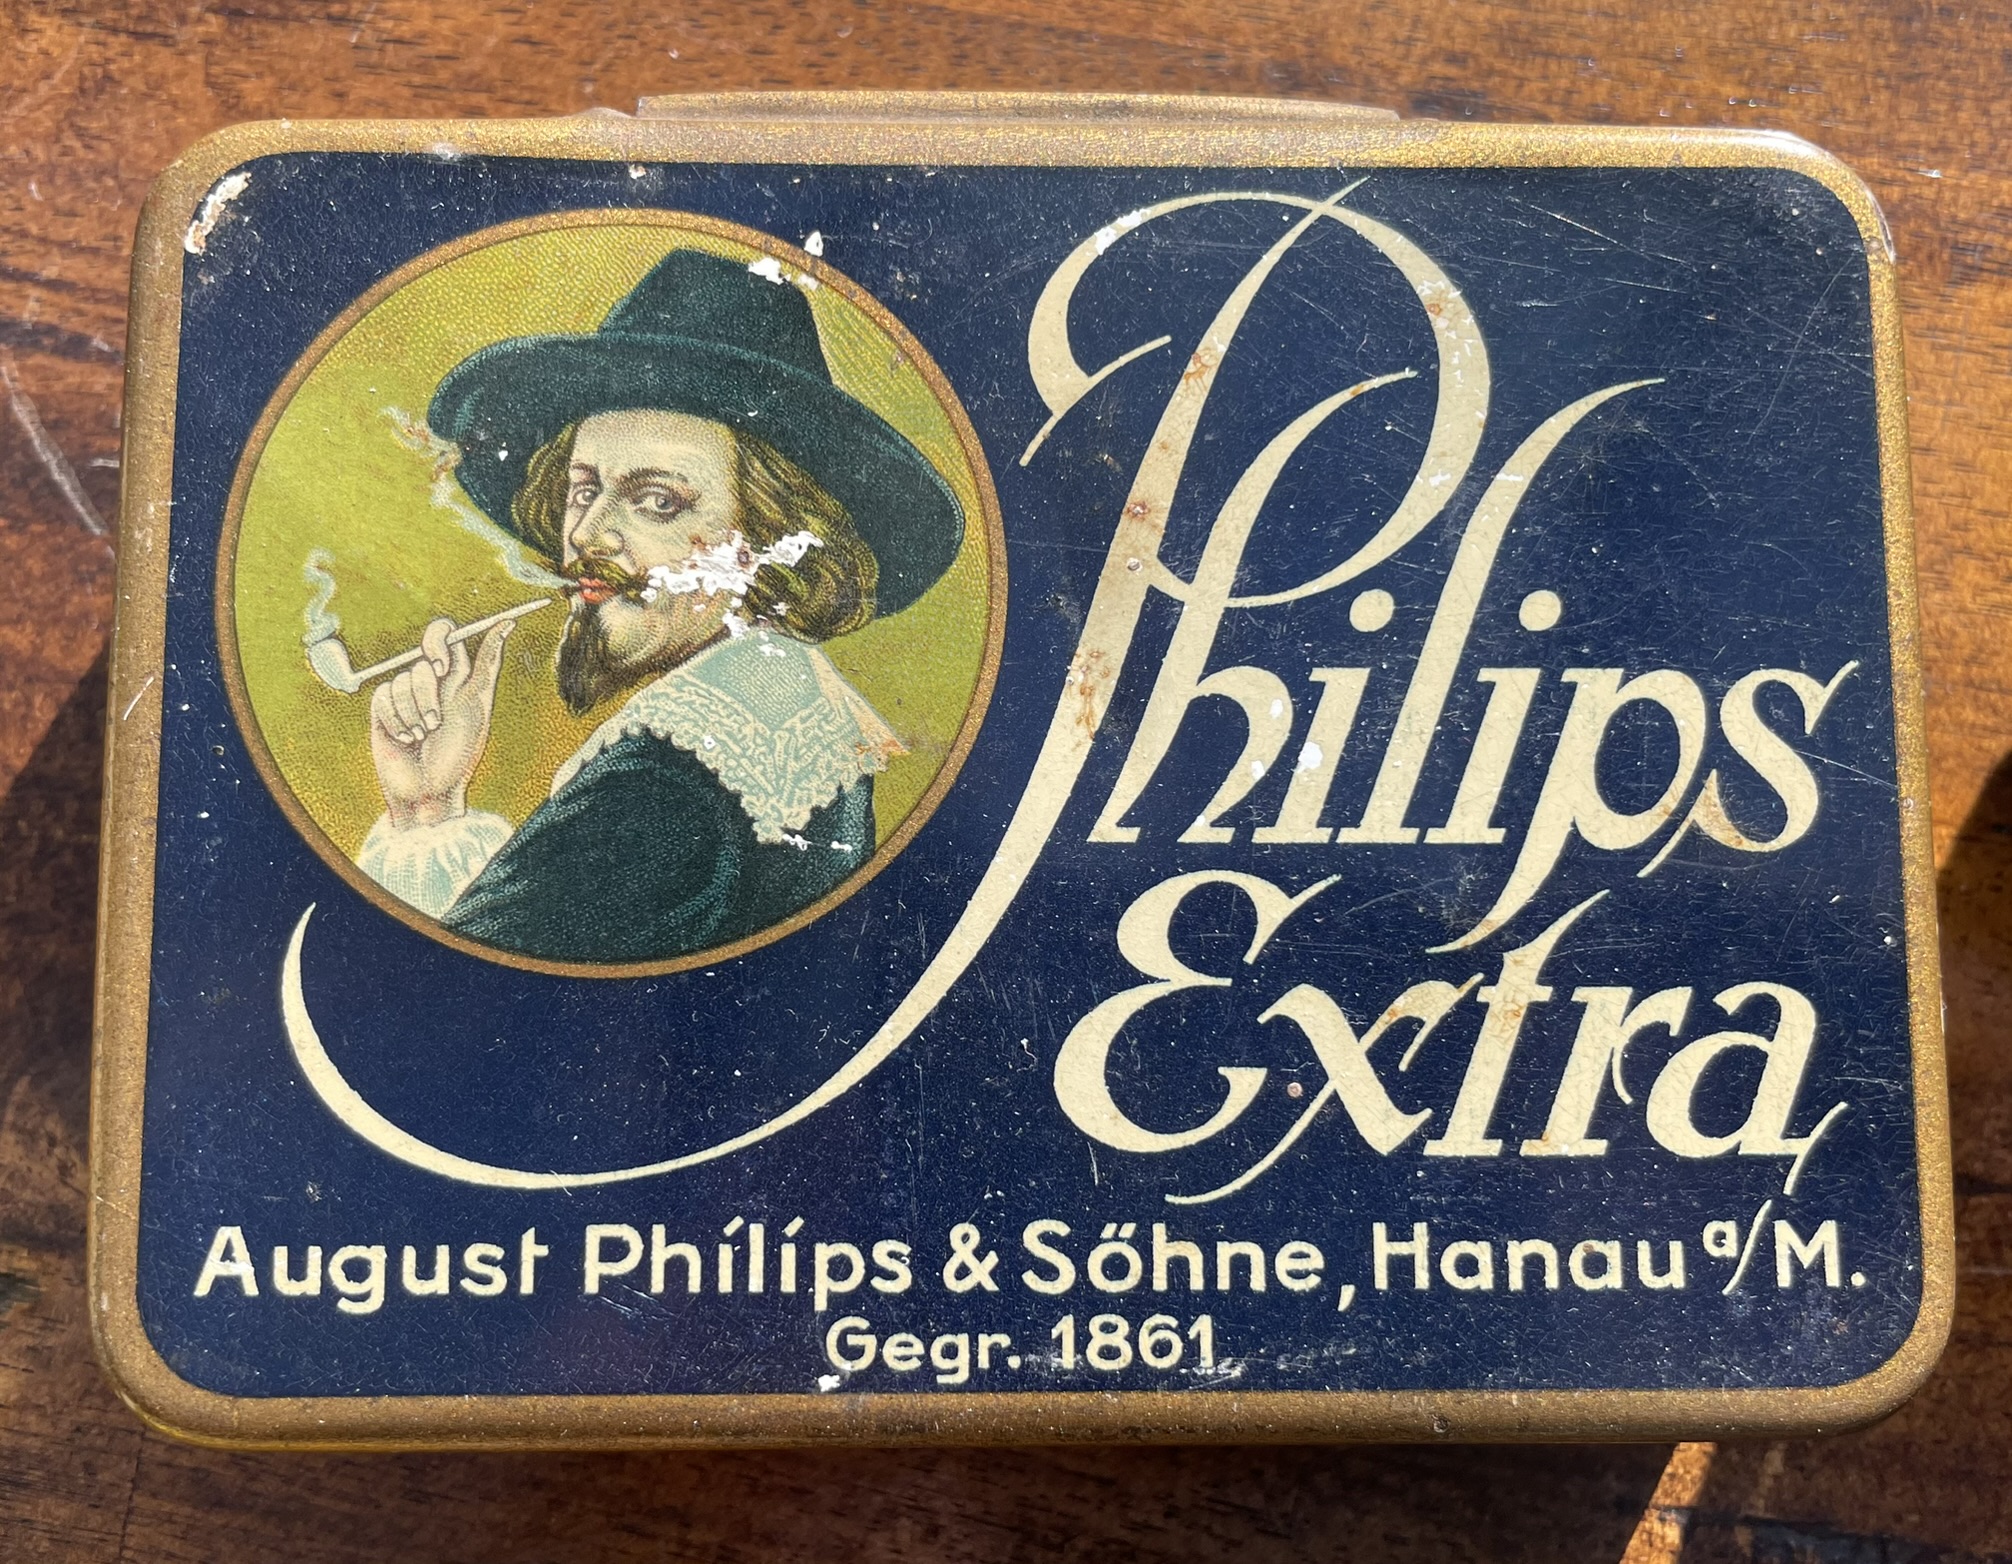 Philips
Extra
August Philips & Söhne, Hanau a/M.
Gegr. 1861